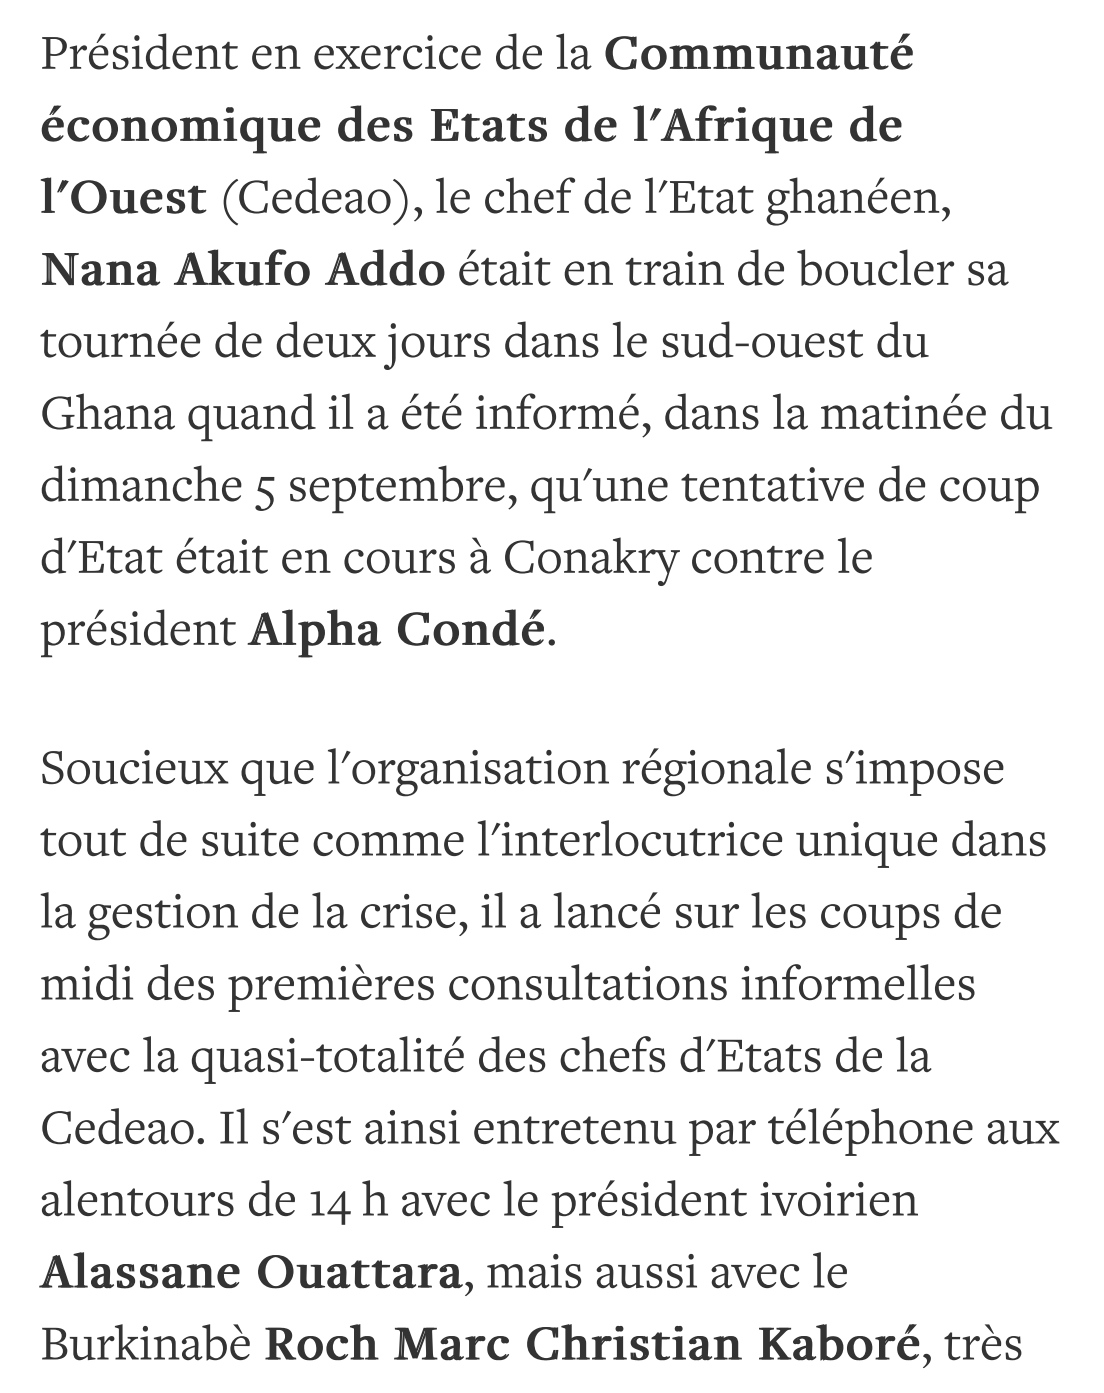 Président en exercice de la Communauté
économique des Etats de l'Afrique de
l'Ouest (Cedeao), le chef de l'Etat ghanéen,
Nana Akufo Addo était en train de boucler sa
tournée de deux jours dans le sud-ouest du
Ghana quand il a été informé, dans la matinée du
dimanche 5 septembre, qu'une tentative de coup
d'Etat était en cours à Conakry contre le
président Alpha Condé.

Soucieux que l'organisation régionale s'impose
tout de suite comme l'interlocutrice unique dans
la gestion de la crise, il a lancé sur les coups de
midi des premières consultations informelles
avec la quasi-totalité des chefs d'Etats de la
Cedeao. Il s'est ainsi entretenu par téléphone aux
alentours de 14 h avec le président ivoirien
Alassane Ouattara, mais aussi avec le
Burkinabè Roch Marc Christian Kaboré, très